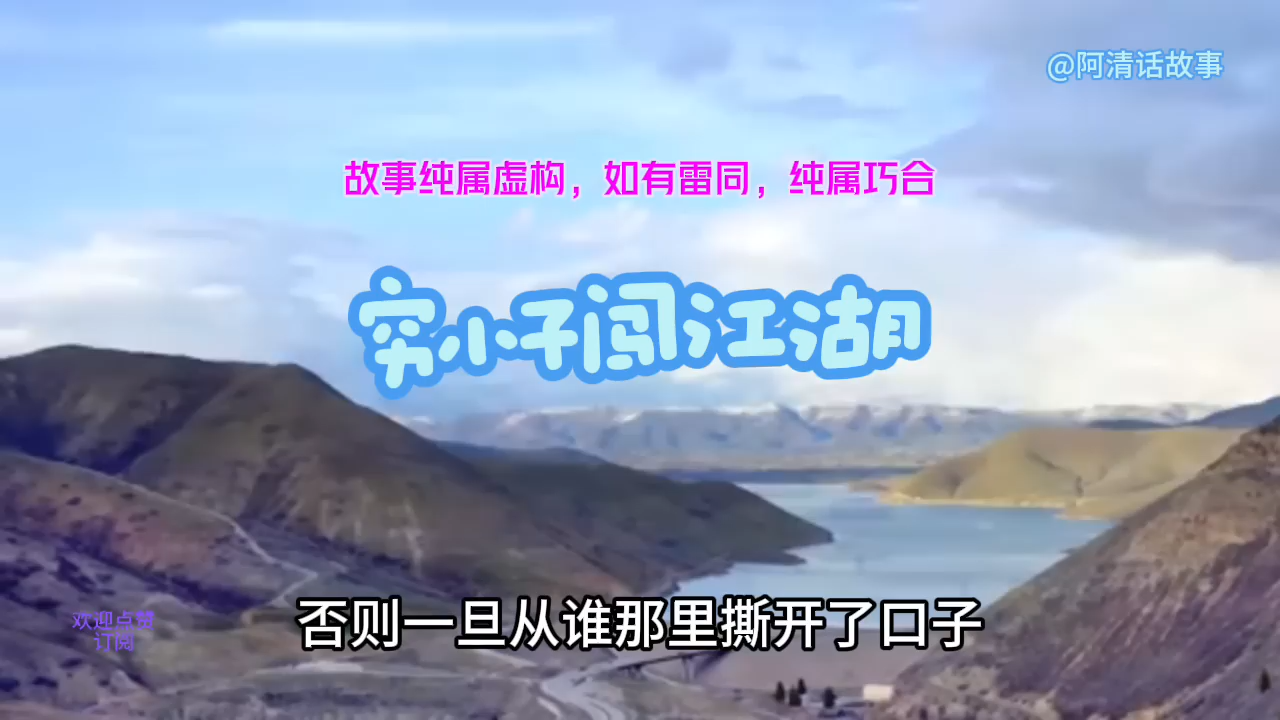 @阿清话故事
故事纯属虚构，如有雷同，纯属巧合
穷小子闯江湖
欢迎点赞
订阅
否则一旦从谁那里撕开了口子